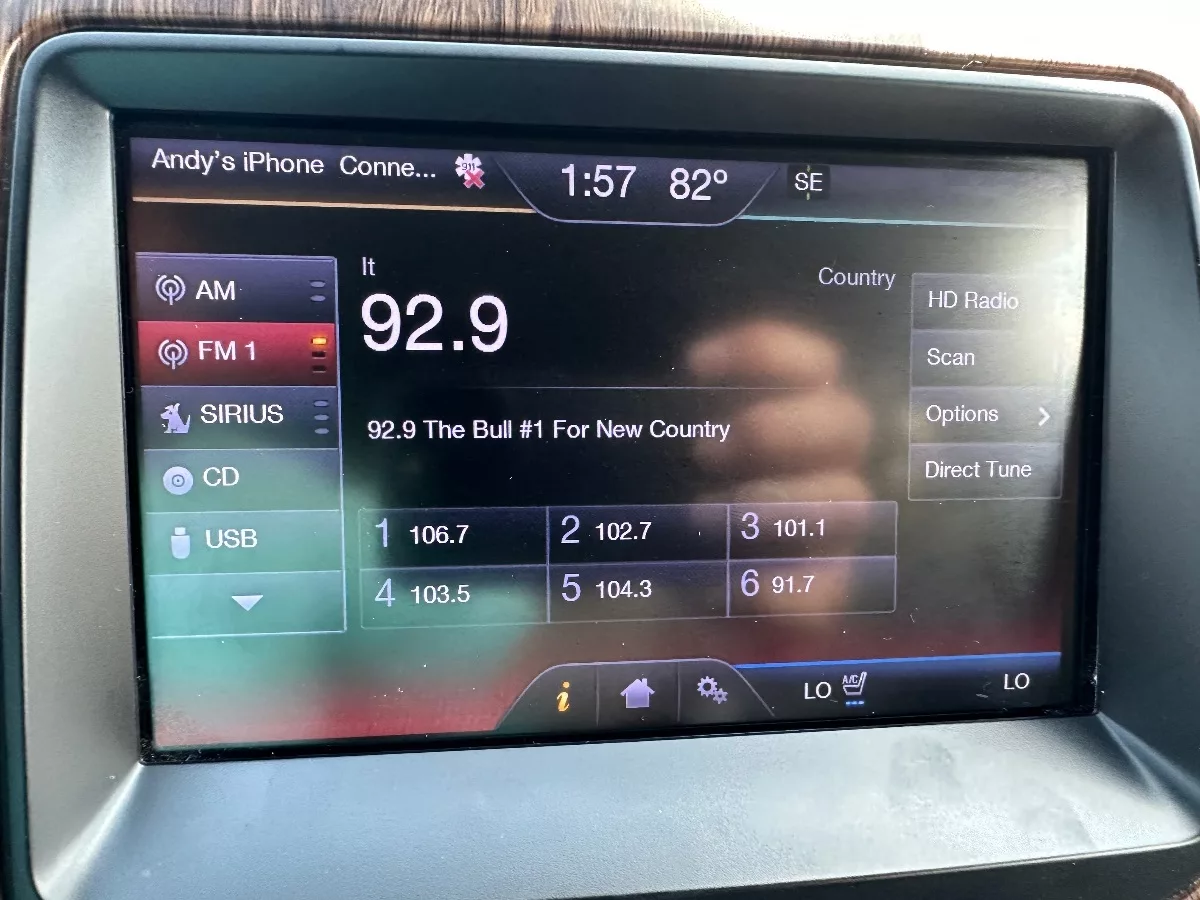 Andy's iPhone Conne... 911 1:57 82° SE
It
92.9
Country
AM
FM 1
SIRIUS
CD
USB
92.9 The Bull #1 For New Country
HD Radio
Scan
Options
Direct Tune
1 106.7 2 102.7 3 101.1
4 103.5 5 104.3 6 91.7
i
LO A/C LO